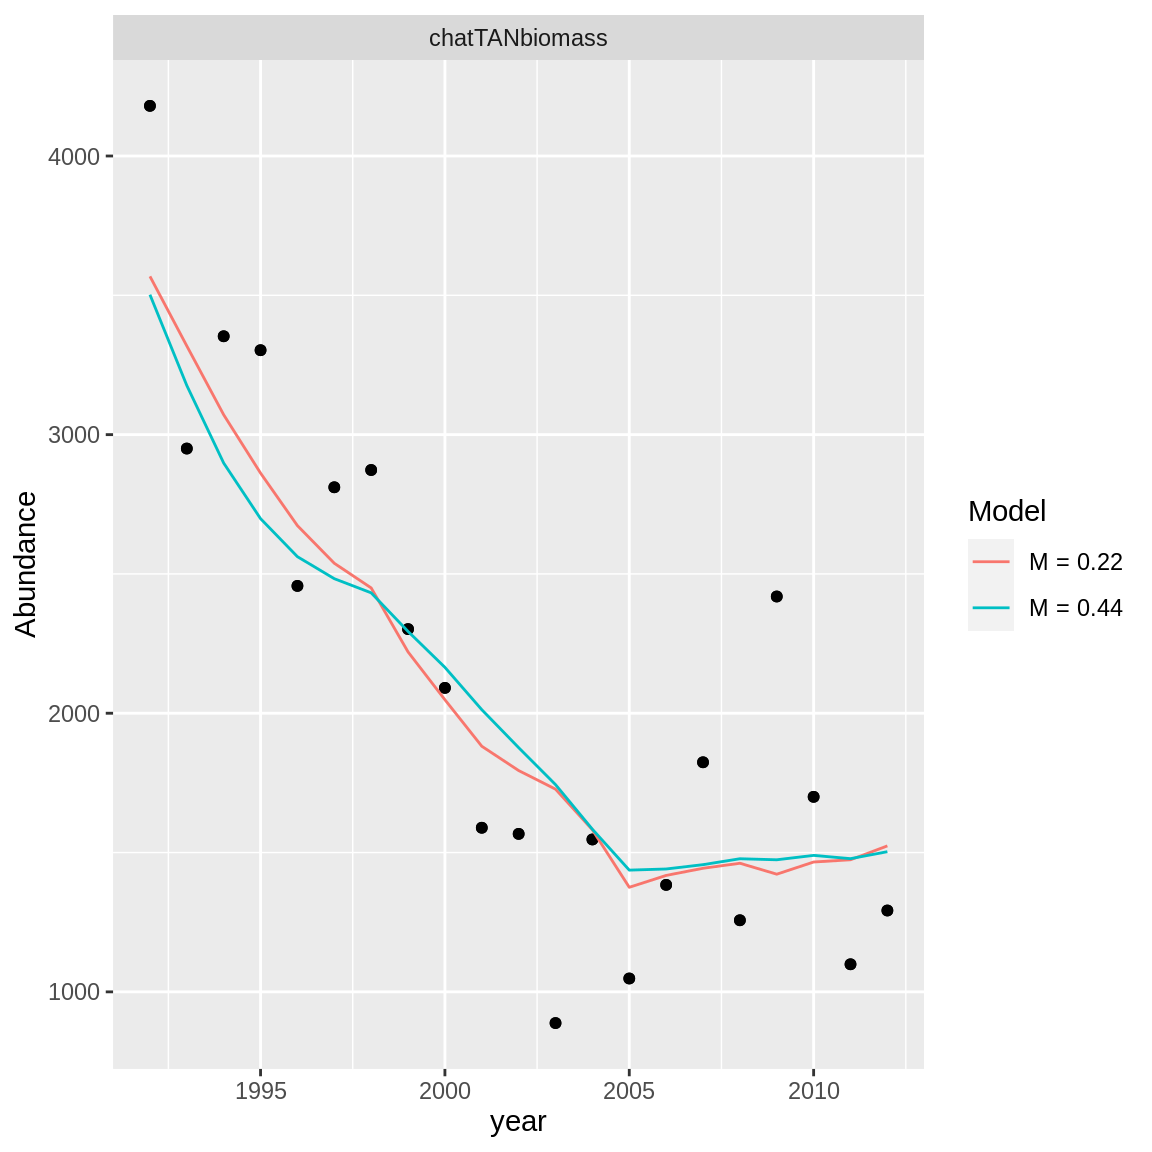 chatTANbiomass
4000
3000
2000
1000
Abundance
1995 2000 2005 2010
year
Model
M = 0.22
M = 0.44